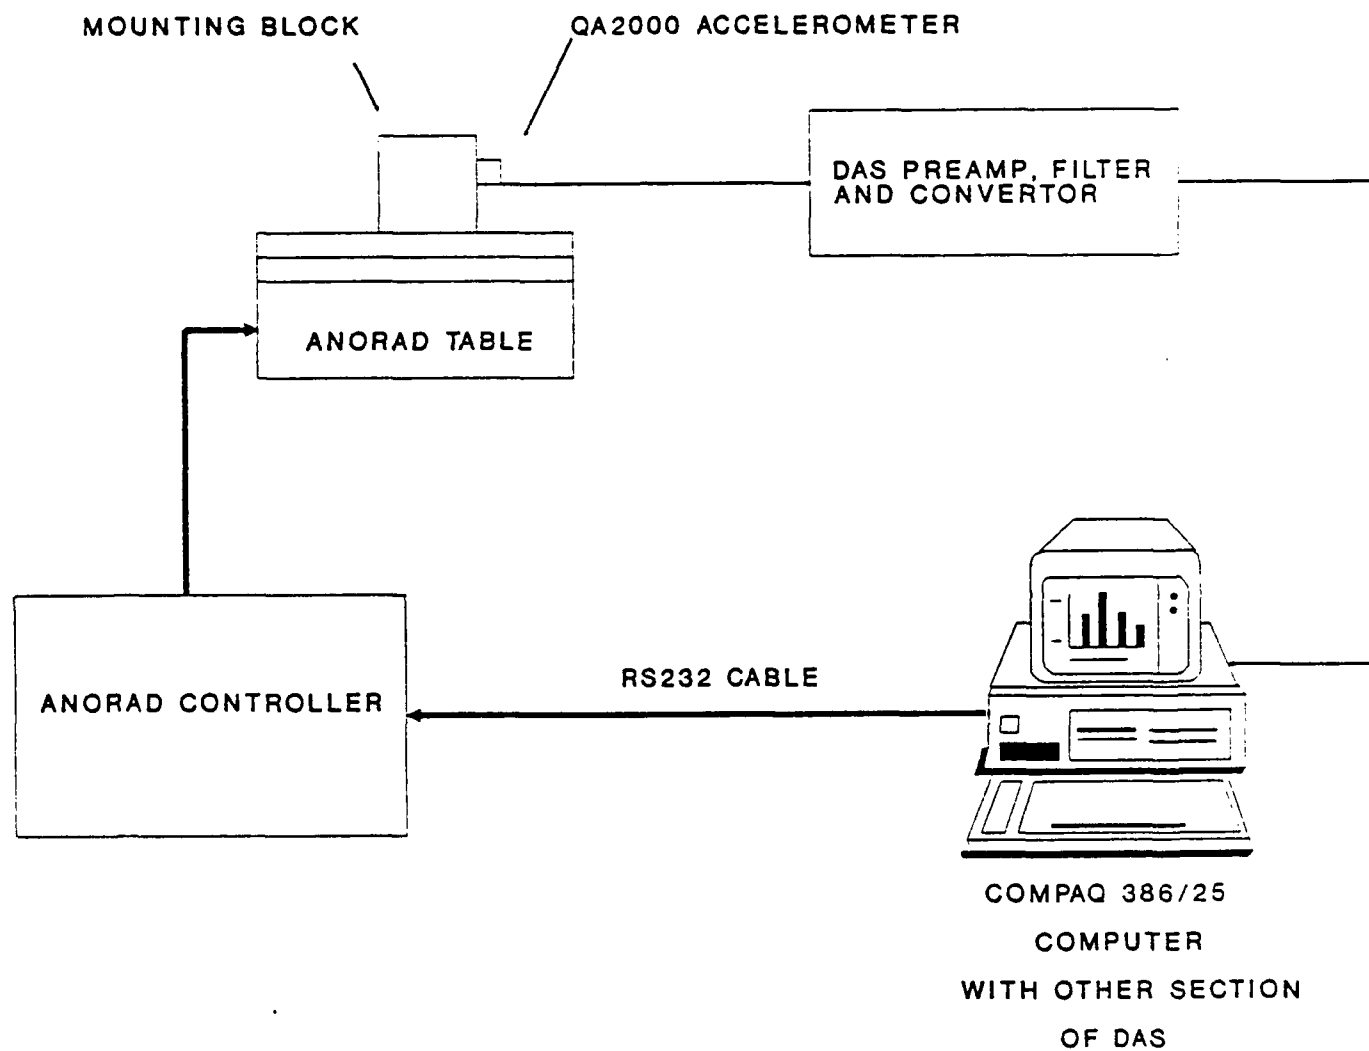 MOUNTING BLOCK
QA2000 ACCELEROMETER
DAS PREAMP, FILTER
AND CONVERTOR
ANORAD TABLE
RS232 CABLE
ANORAD CONTROLLER
COMPAQ 386/25
COMPUTER
WITH OTHER SECTION
OF DAS